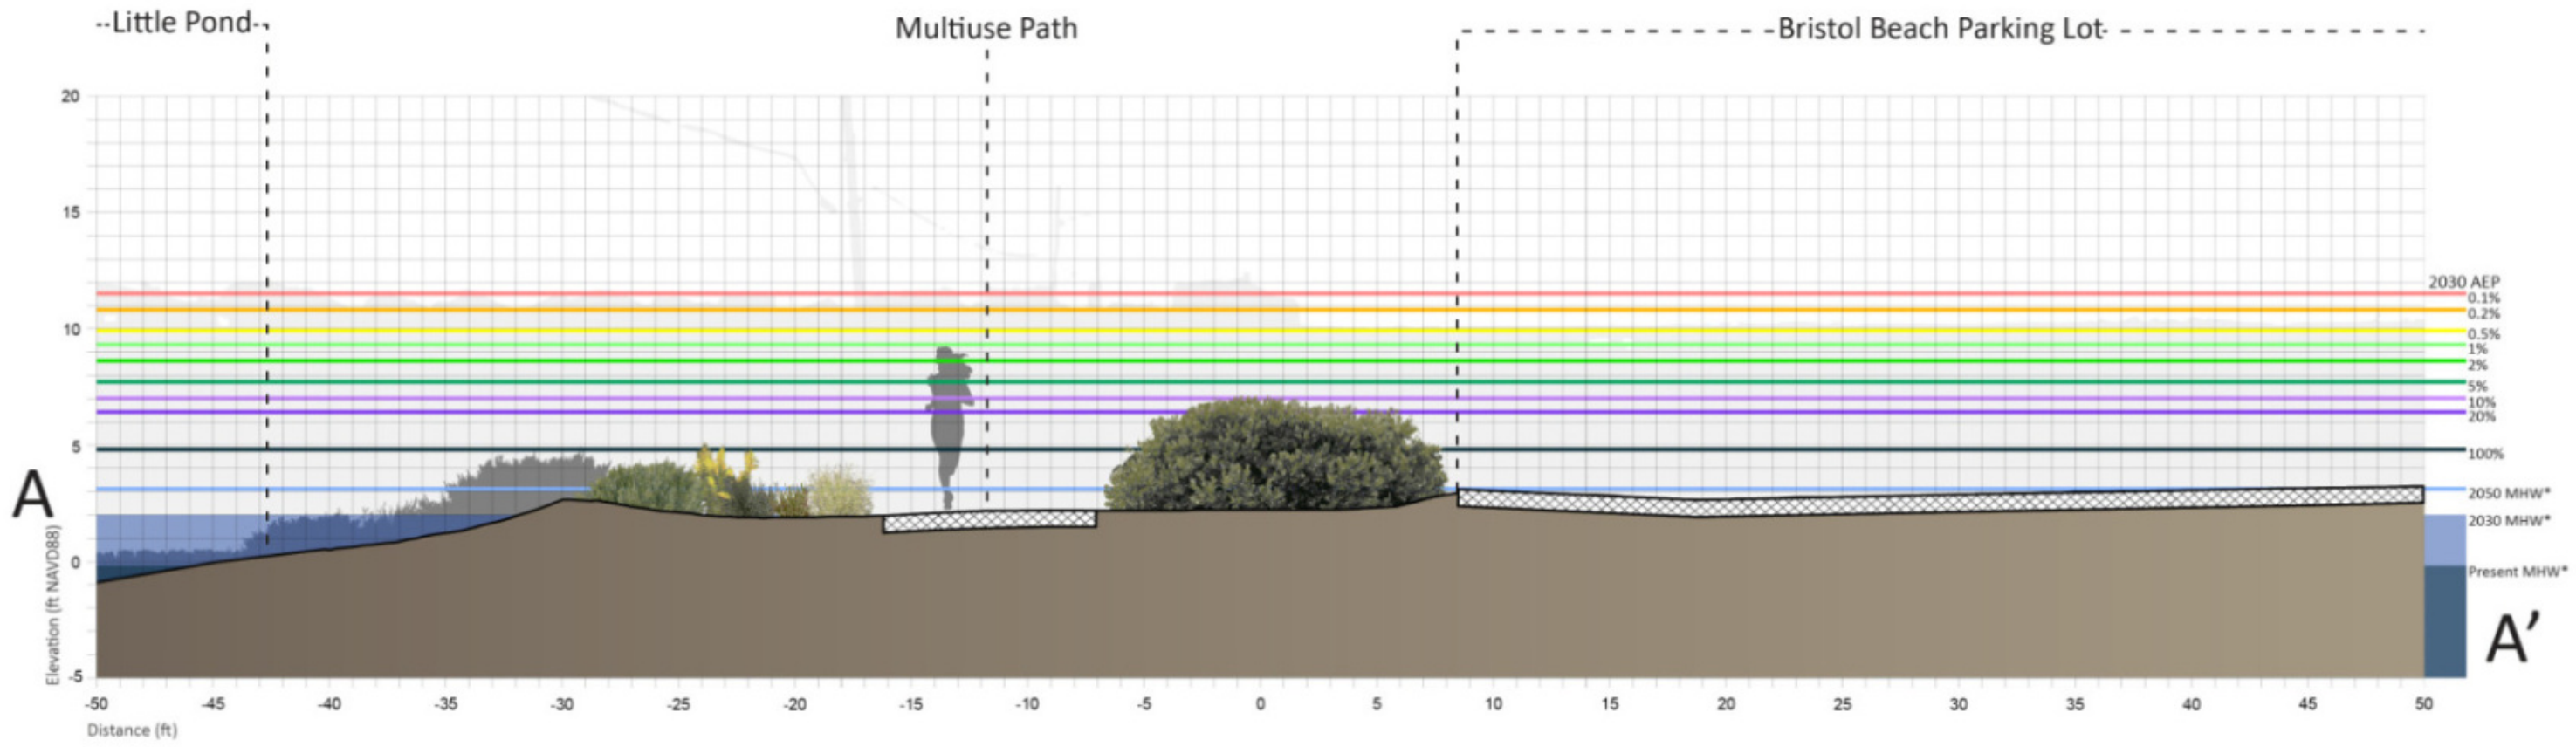 --Little Pond--
Multiuse Path
Bristol Beach Parking Lot
20
15
10
5
0
-5
Elevation (ft NAVD88)
A
2030 AEP
0.1%
0.2%
0.5%
1%
2%
5%
10%
20%
100%
2050 MHW*
2030 MHW*
Present MHW*
A’
-50 -45 -40 -35 -30 -25 -20 -15 -10 -5 0 5 10 15 20 25 30 35 40 45 50
Distance (ft)